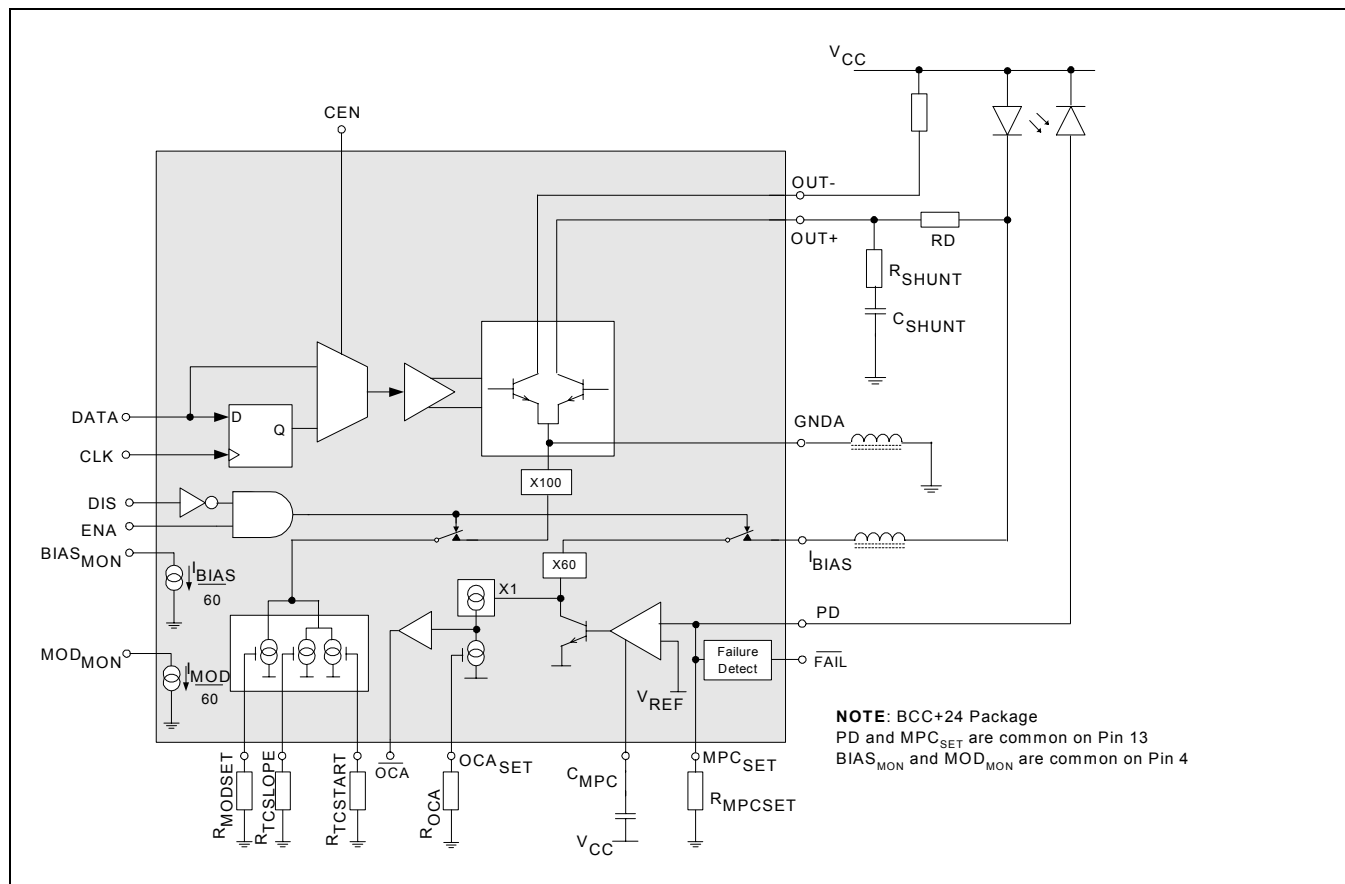 VCC
CEN
OUT-
OUT+
RD
RSHUNT
CSHUNT
DATA
D
Q
CLK
GNDA
X100
DIS
ENA
BIASMON
IBIAS
60
X60
IBIAS
X1
PD
MODMON
IMOD
60
Failure
Detect
FAIL
VREF
NOTE: BCC+24 Package
PD and MPCSET are common on Pin 13
BIASMON and MODMON are common on Pin 4
RMODSET
RTCSLOPE
RTCSTART
OCA
OCASET
ROCA
CMPC
VCC
MPCSET
RMPCSET